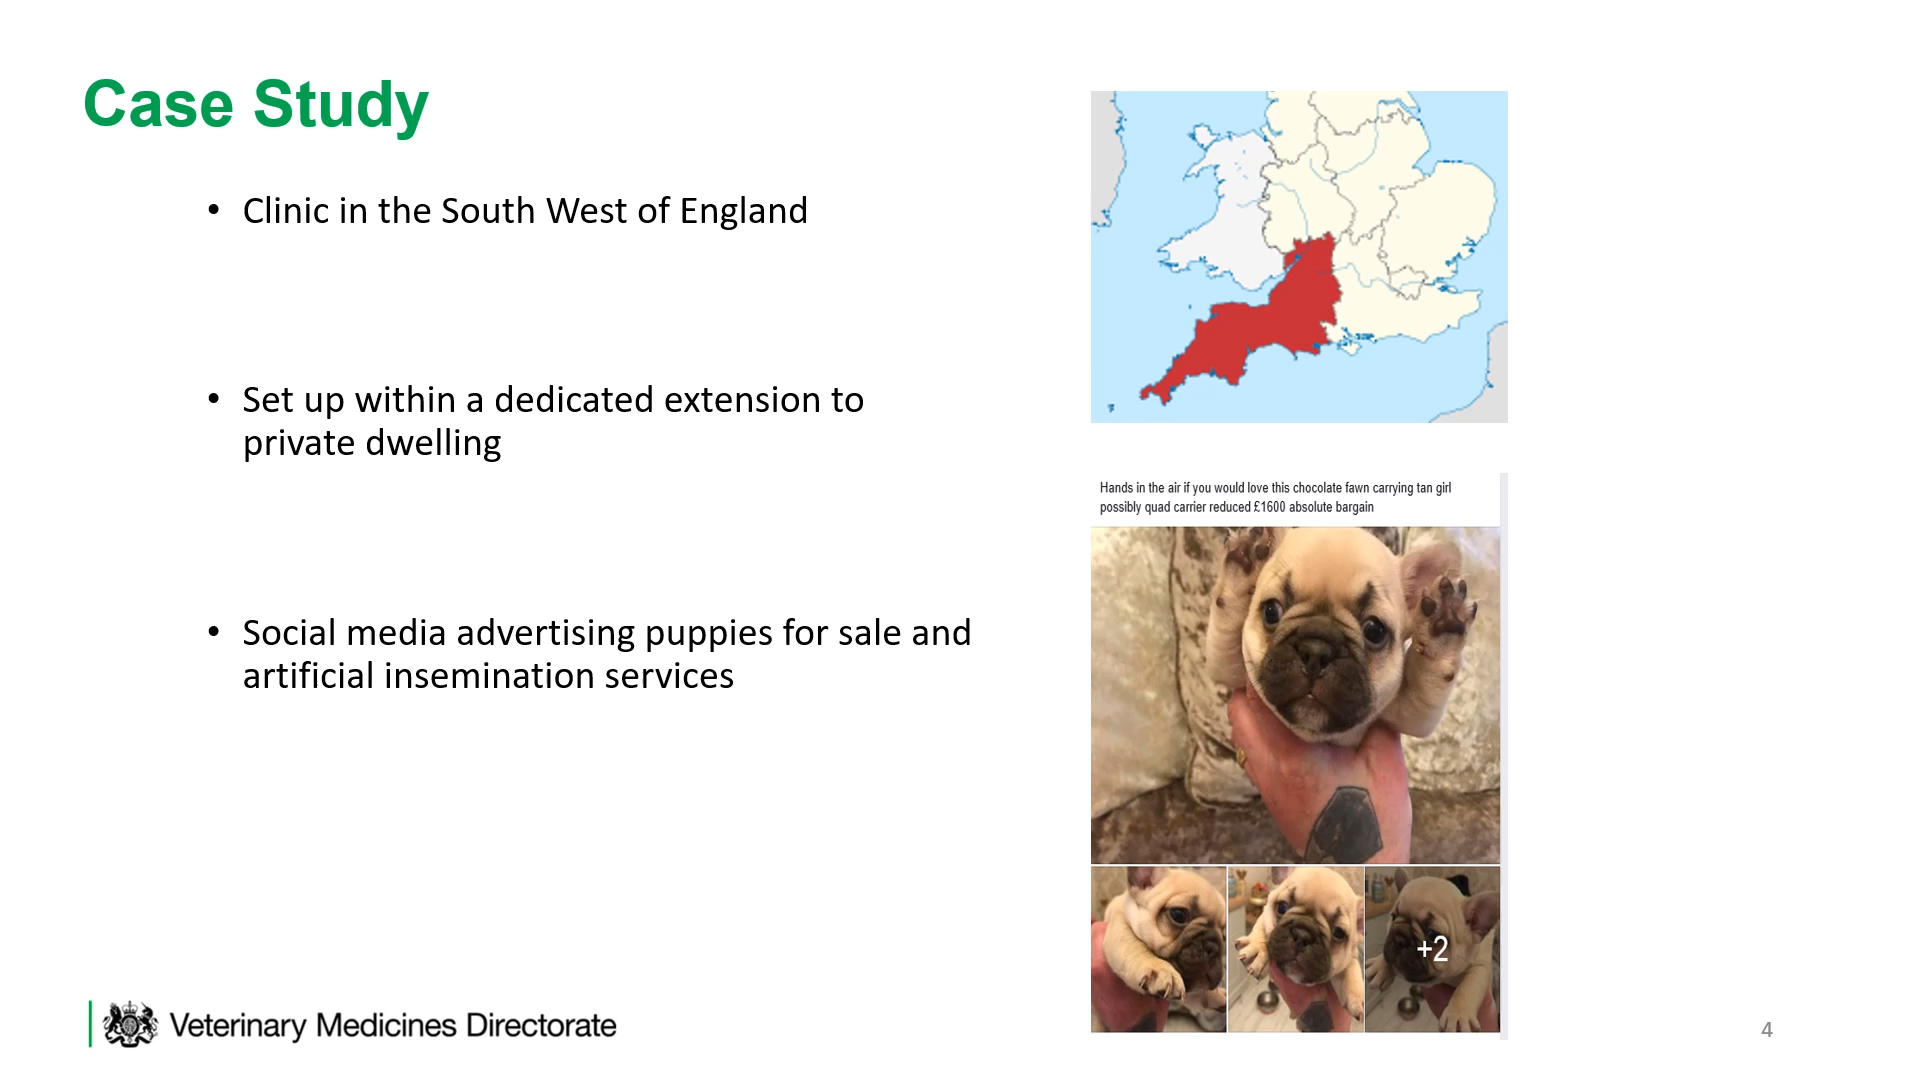 Case Study
• Clinic in the South West of England
• Set up within a dedicated extension to
private dwelling
• Social media advertising puppies for sale and
artificial insemination services
Hands in the air if you would love this chocolate fawn carrying tan girl
possibly quad carrier reduced £1600 absolute bargain
+2
Veterinary Medicines Directorate
4